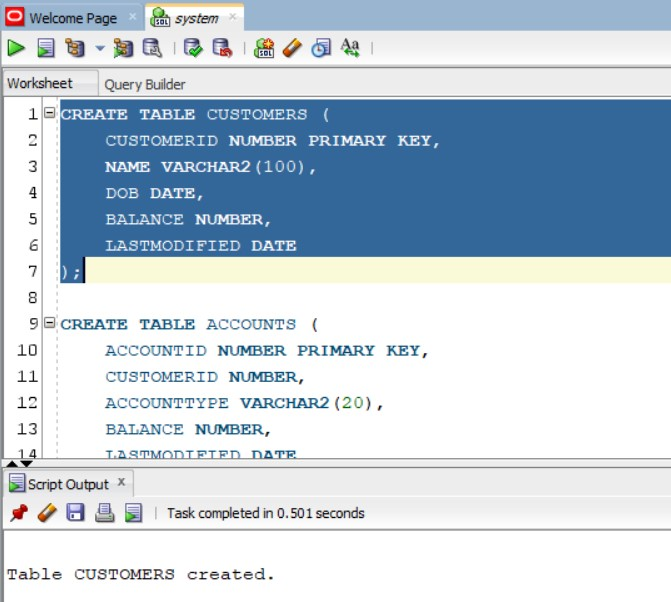 Welcome Page
system
Worksheet
Query Builder
1 CREATE TABLE CUSTOMERS (
2 CUSTOMERID NUMBER PRIMARY KEY,
3 NAME VARCHAR2(100),
4 DOB DATE,
5 BALANCE NUMBER,
6 LASTMODIFIED DATE
7 );
8
9 CREATE TABLE ACCOUNTS (
10 ACCOUNTID NUMBER PRIMARY KEY,
11 CUSTOMERID NUMBER,
12 ACCOUNTTYPE VARCHAR2(20),
13 BALANCE NUMBER,
14 LASTMODIFIED DATE
Script Output x
Task completed in 0.501 seconds
Table CUSTOMERS created.